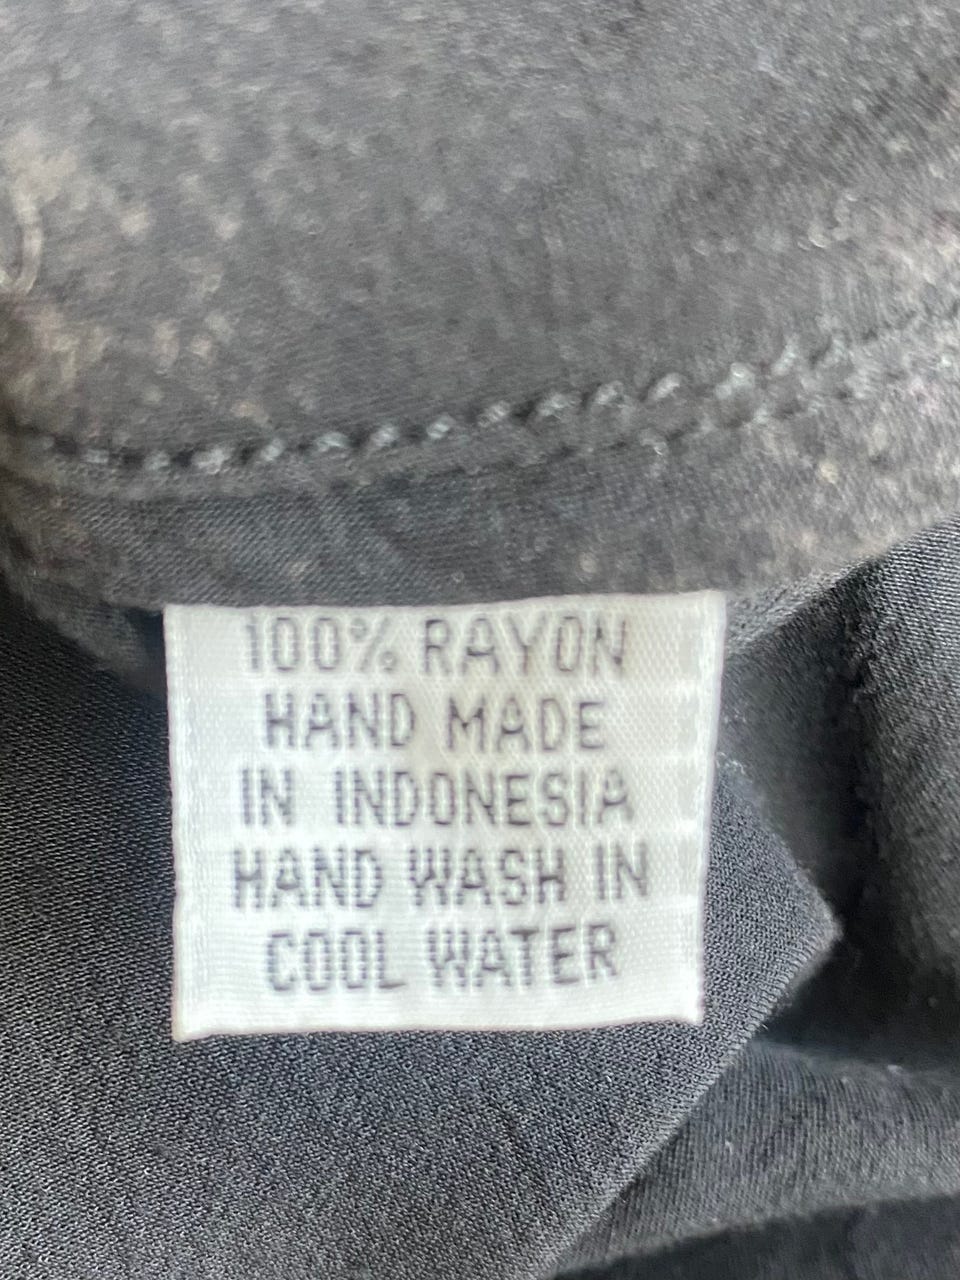 100% RAYON
HAND MADE
IN INDONESIA
HAND WASH IN
COOL WATER